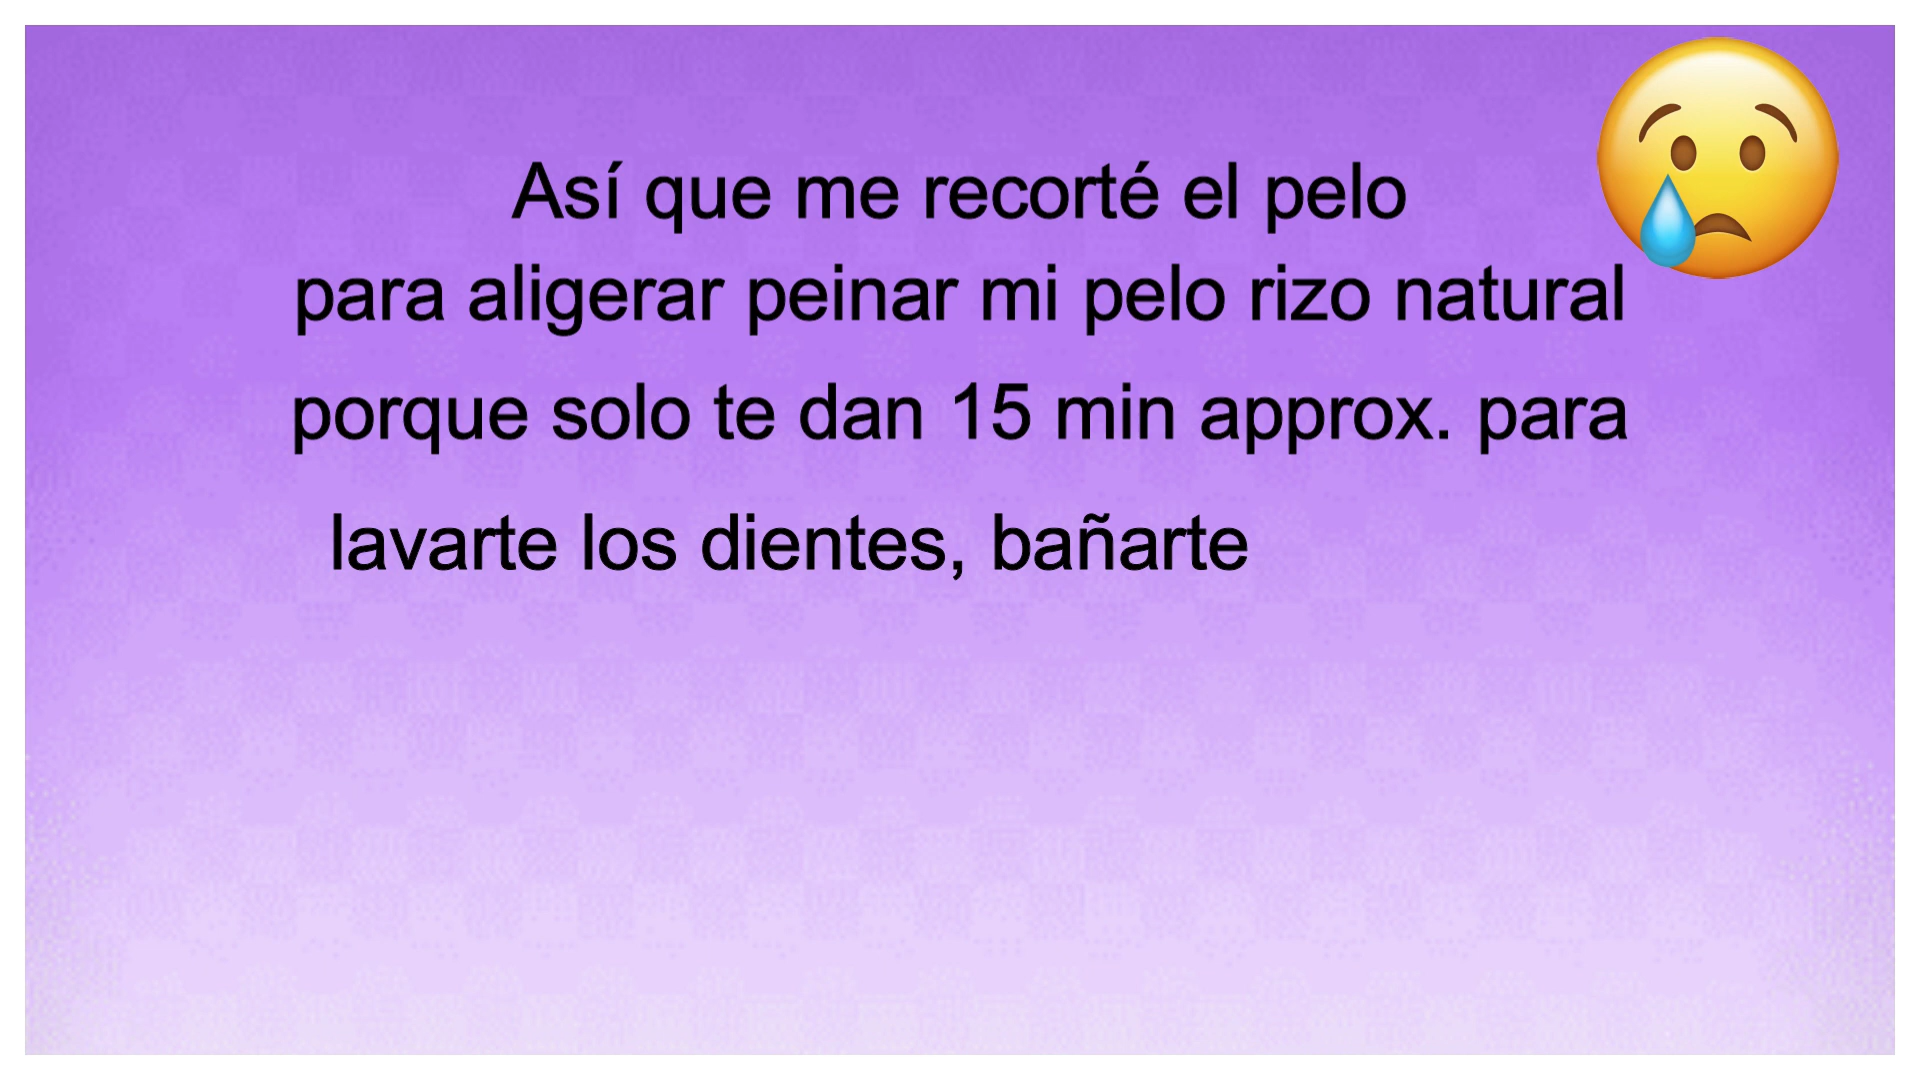 Así que me recorté el pelo
para aligerar peinar mi pelo rizo natural
porque solo te dan 15 min approx. para
lavarte los dientes, bañarte